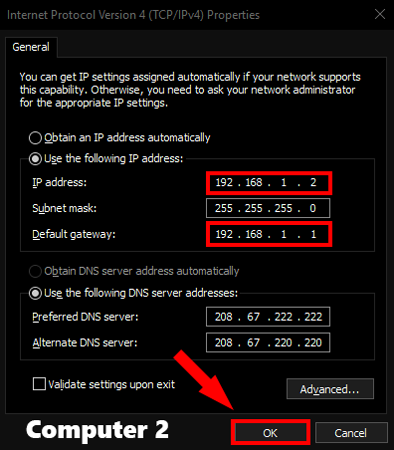 Internet Protocol Version 4 (TCP/IPv4) Properties
General
You can get IP settings assigned automatically if your network supports
this capability. Otherwise, you need to ask your network administrator
for the appropriate IP settings.
Obtain an IP address automatically
Use the following IP address:
IP address: 192 . 168 . 1 . 2
Subnet mask: 255 . 255 . 255 . 0
Default gateway: 192 . 168 . 1 . 1
Obtain DNS server address automatically
Use the following DNS server addresses:
Preferred DNS server: 208 . 67 . 222 . 222
Alternate DNS server: 208 . 67 . 220 . 220
Validate settings upon exit
Advanced...
Computer 2
OK Cancel